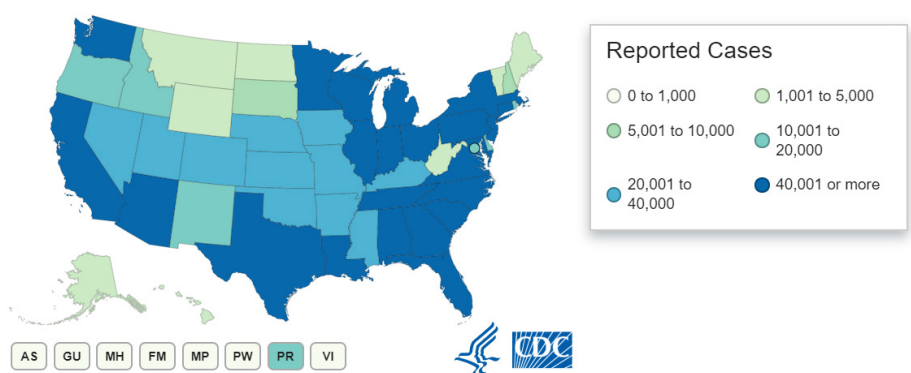 Reported Cases
0 to 1,000
1,001 to 5,000
5,001 to 10,000
10,001 to
20,000
20,001 to
40,000
40,001 or more
AS GU MH FM MP PW PR VI
CDC